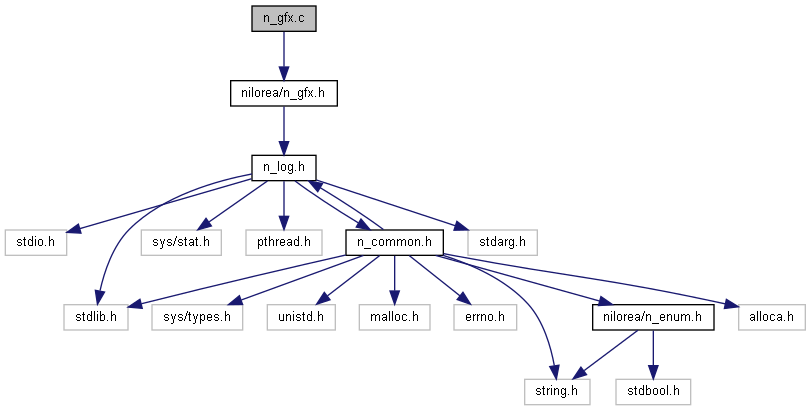 n_gfx.c
nilorea/n_gfx.h
n_log.h
stdio.h
sys/stat.h
pthread.h
n_common.h
stdarg.h
stdlib.h
sys/types.h
unistd.h
malloc.h
errno.h
nilorea/n_enum.h
alloca.h
string.h
stdbool.h